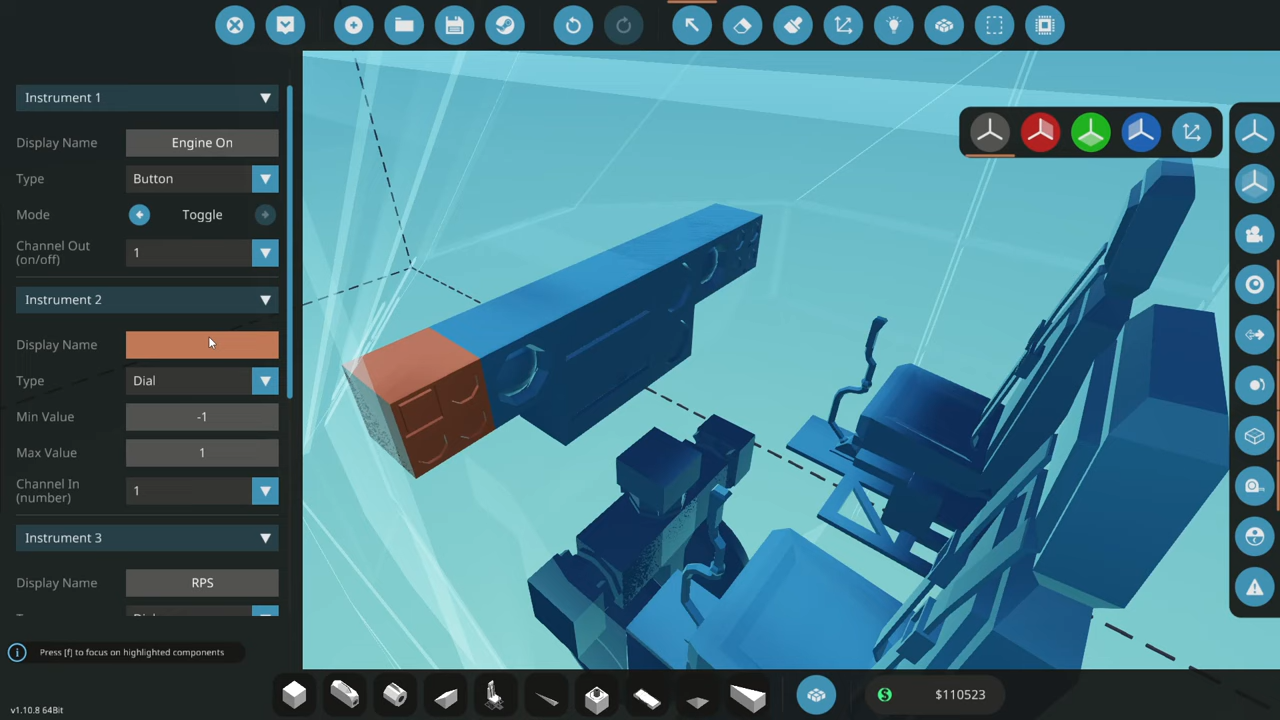 Instrument 1
Display Name Engine On
Type Button
Mode Toggle
Channel Out
(on/off) 1
Instrument 2
Display Name
Type Dial
Min Value -1
Max Value 1
Channel In
(number) 1
Instrument 3
Display Name RPS
Press [f] to focus on highlighted components
v1.10.8 64Bit
$ $110523